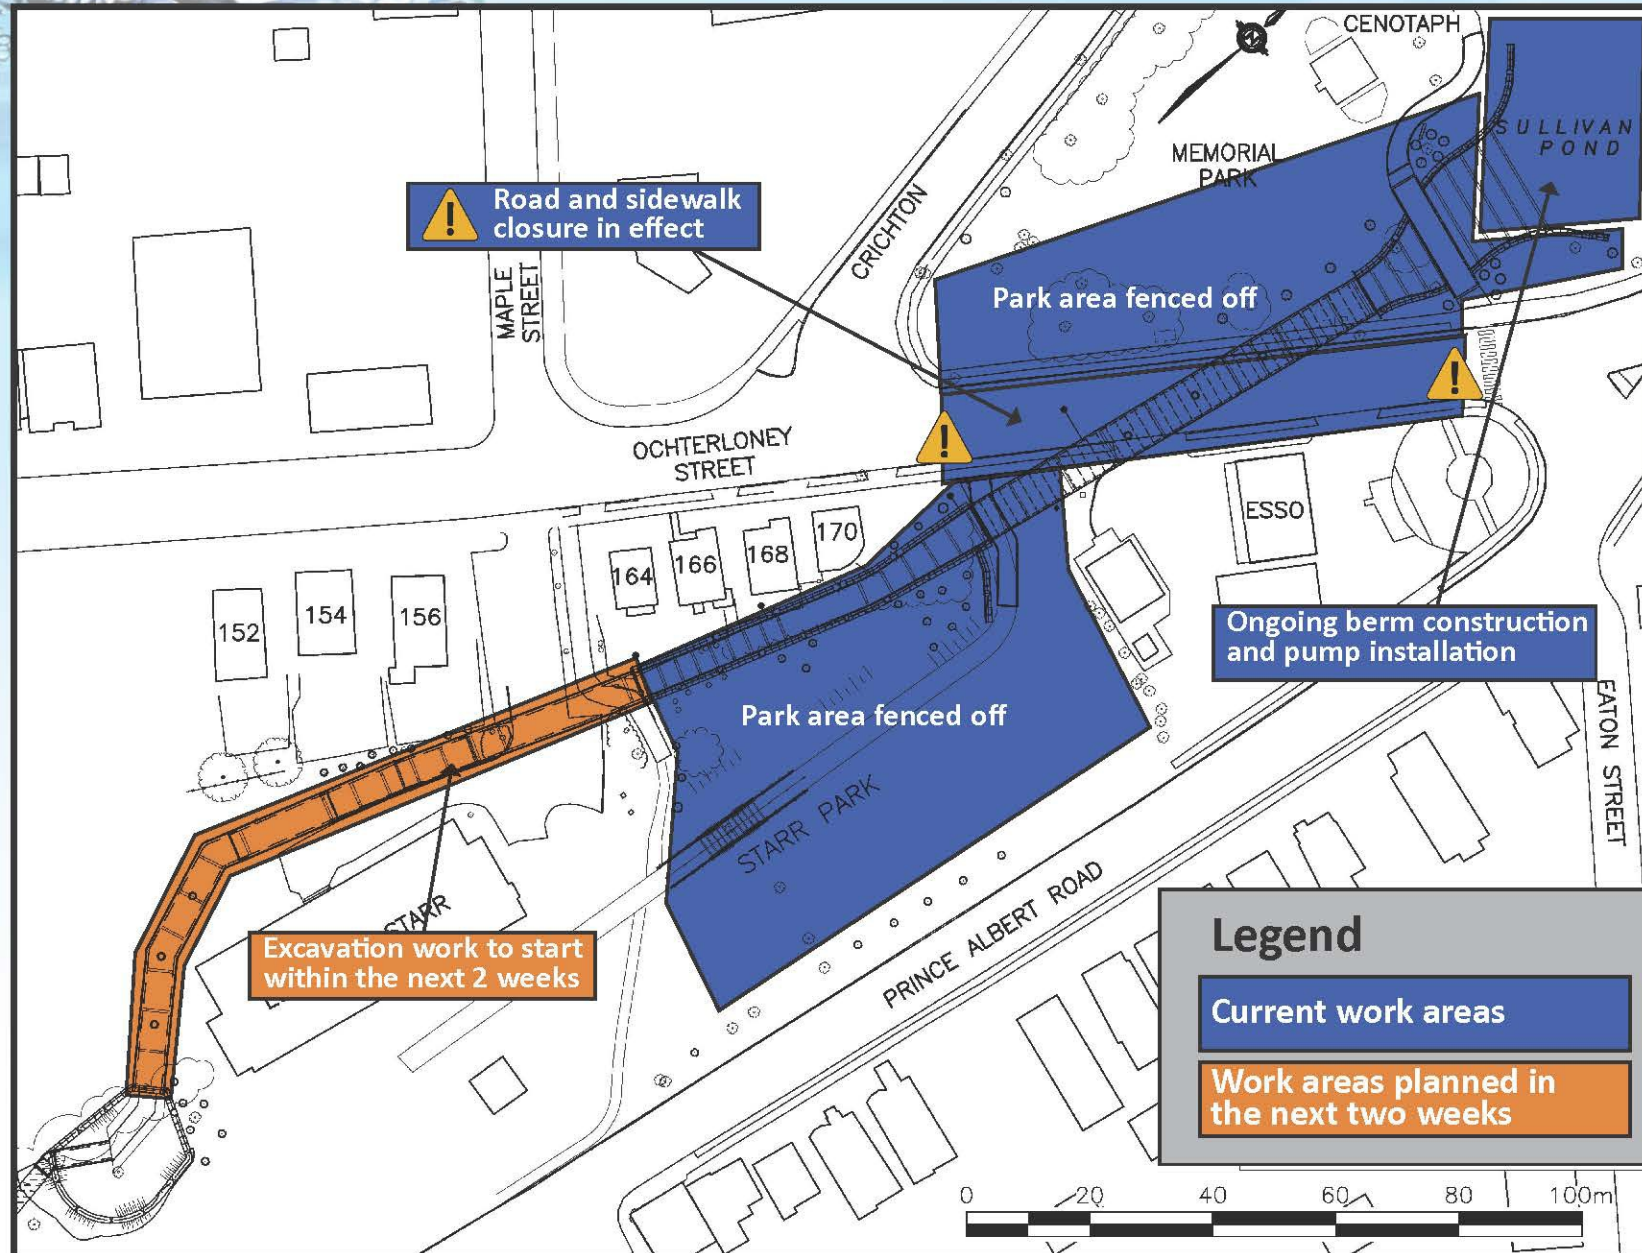 CENOTAPH
SULLIVAN
POND
MEMORIAL
PARK
Road and sidewalk
closure in effect
CRICHTON
MAPLE
STREET
Park area fenced off
OCHTERLONEY
STREET
ESSO
170
168
166
164
156
154
152
Ongoing berm construction
and pump installation
EATON STREET
Park area fenced off
STARR PARK
PRINCE ALBERT ROAD
STARR
Excavation work to start
within the next 2 weeks
Legend
Current work areas
Work areas planned in
the next two weeks
0 20 40 60 80 100m